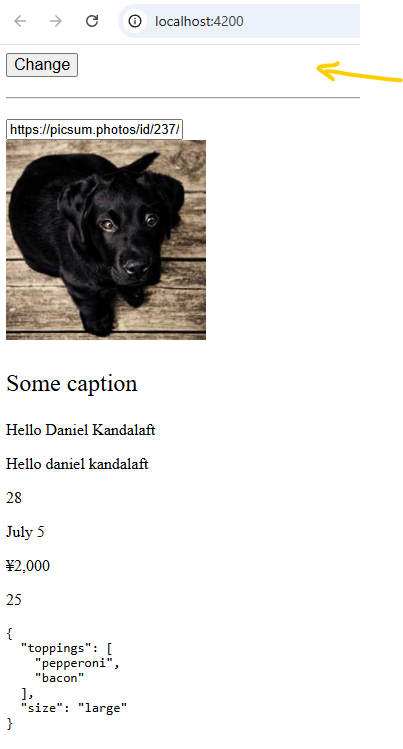 localhost:4200
Change
https://picsum.photos/id/237/
Some caption
Hello Daniel Kandalaft
Hello daniel kandalaft
28
July 5
¥2,000
25
{
  "toppings": [
    "pepperoni",
    "bacon"
  ],
  "size": "large"
}